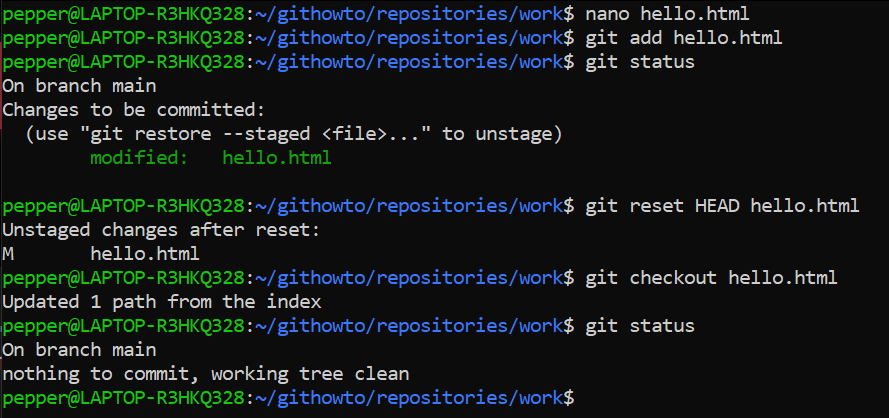 pepper@LAPTOP-R3HKQ328:~/githowto/repositories/work$ nano hello.html
pepper@LAPTOP-R3HKQ328:~/githowto/repositories/work$ git add hello.html
pepper@LAPTOP-R3HKQ328:~/githowto/repositories/work$ git status
On branch main
Changes to be committed:
  (use "git restore --staged <file>..." to unstage)
        modified:   hello.html

pepper@LAPTOP-R3HKQ328:~/githowto/repositories/work$ git reset HEAD hello.html
Unstaged changes after reset:
M       hello.html
pepper@LAPTOP-R3HKQ328:~/githowto/repositories/work$ git checkout hello.html
Updated 1 path from the index
pepper@LAPTOP-R3HKQ328:~/githowto/repositories/work$ git status
On branch main
nothing to commit, working tree clean
pepper@LAPTOP-R3HKQ328:~/githowto/repositories/work$